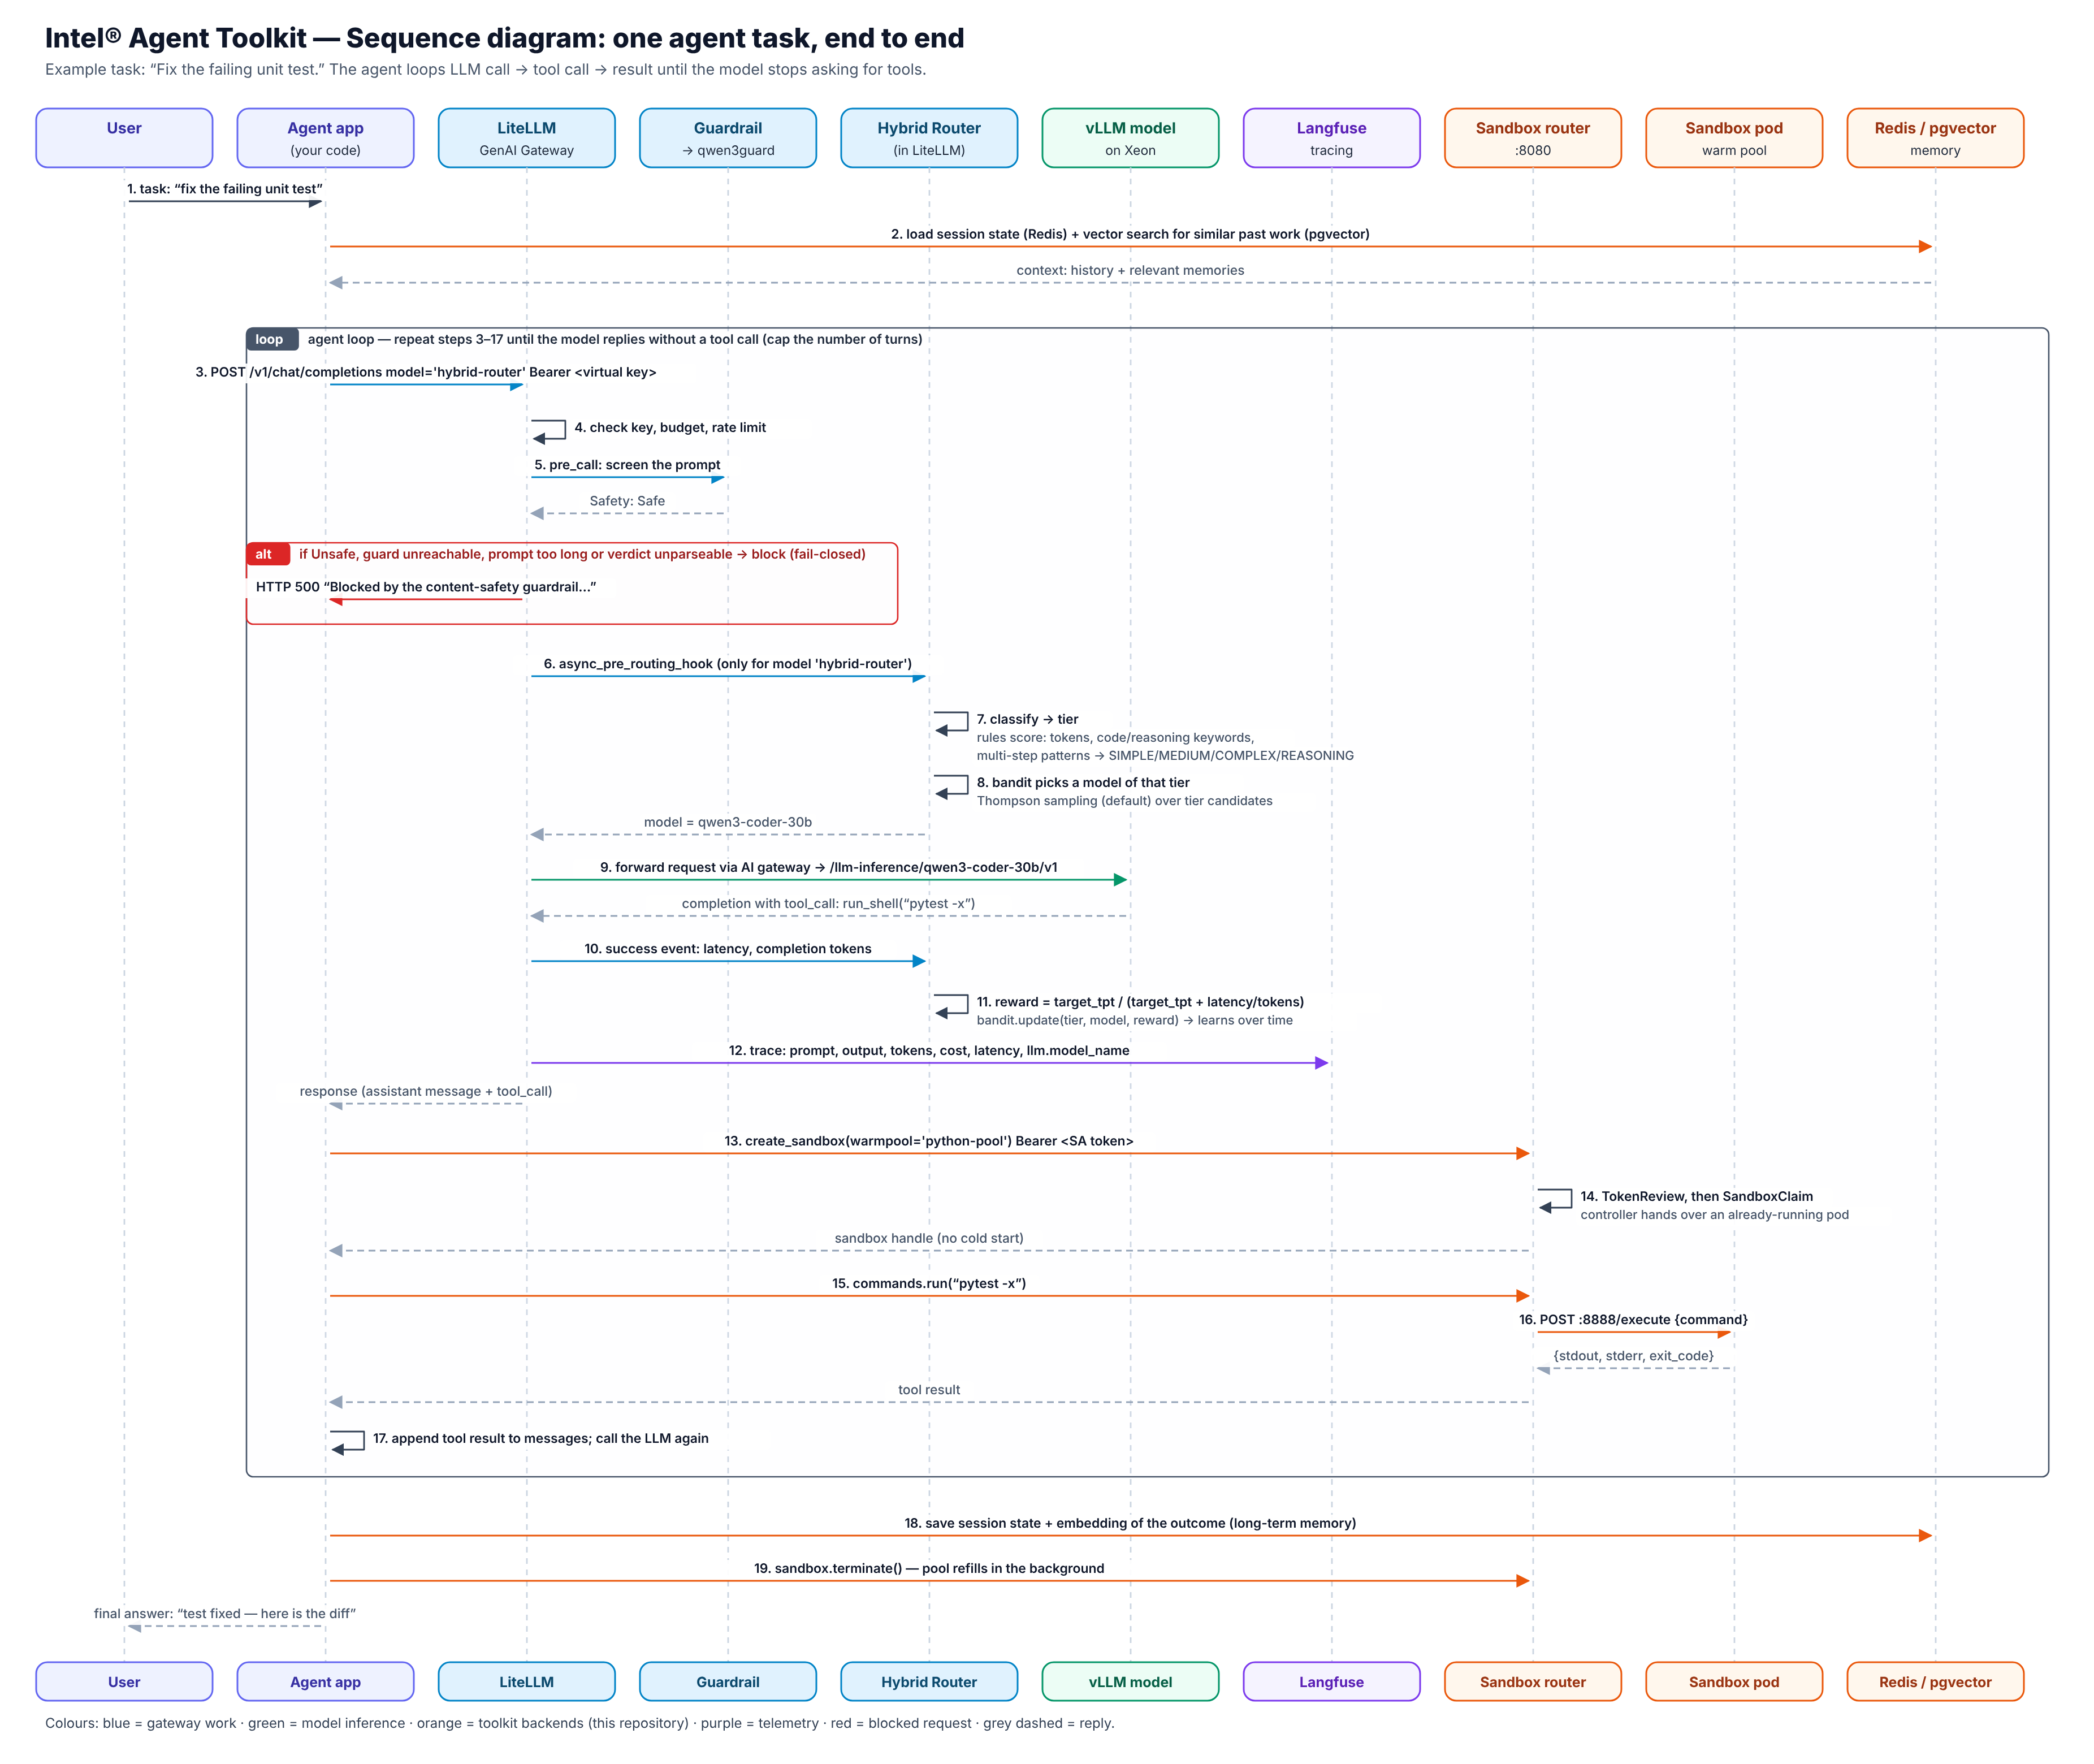 Intel® Agent Toolkit — Sequence diagram: one agent task, end to end
Example task: “Fix the failing unit test.” The agent loops LLM call → tool call → result until the model stops asking for tools.
User
Agent app
(your code)
LiteLLM
GenAI Gateway
Guardrail
→ qwen3guard
Hybrid Router
(in LiteLLM)
vLLM model
on Xeon
Langfuse
tracing
Sandbox router
:8080
Sandbox pod
warm pool
Redis / pgvector
memory
1. task: “fix the failing unit test”
2. load session state (Redis) + vector search for similar past work (pgvector)
context: history + relevant memories
loop
agent loop — repeat steps 3–17 until the model replies without a tool call (cap the number of turns)
3. POST /v1/chat/completions model='hybrid-router' Bearer <virtual key>
4. check key, budget, rate limit
5. pre_call: screen the prompt
Safety: Safe
alt
if Unsafe, guard unreachable, prompt too long or verdict unparseable → block (fail-closed)
HTTP 500 “Blocked by the content-safety guardrail...”
6. async_pre_routing_hook (only for model 'hybrid-router')
7. classify → tier
rules score: tokens, code/reasoning keywords,
multi-step patterns → SIMPLE/MEDIUM/COMPLEX/REASONING
8. bandit picks a model of that tier
Thompson sampling (default) over tier candidates
model = qwen3-coder-30b
9. forward request via AI gateway → /llm-inference/qwen3-coder-30b/v1
completion with tool_call: run_shell(“pytest -x”)
10. success event: latency, completion tokens
11. reward = target_tpt / (target_tpt + latency/tokens)
bandit.update(tier, model, reward) → learns over time
12. trace: prompt, output, tokens, cost, latency, llm.model_name
response (assistant message + tool_call)
13. create_sandbox(warmpool='python-pool') Bearer <SA token>
14. TokenReview, then SandboxClaim
controller hands over an already-running pod
sandbox handle (no cold start)
15. commands.run(“pytest -x”)
16. POST :8888/execute {command}
{stdout, stderr, exit_code}
tool result
17. append tool result to messages; call the LLM again
18. save session state + embedding of the outcome (long-term memory)
19. sandbox.terminate() — pool refills in the background
final answer: “test fixed — here is the diff”
User
Agent app
LiteLLM
Guardrail
Hybrid Router
vLLM model
Langfuse
Sandbox router
Sandbox pod
Redis / pgvector
Colours: blue = gateway work · green = model inference · orange = toolkit backends (this repository) · purple = telemetry · red = blocked request · grey dashed = reply.